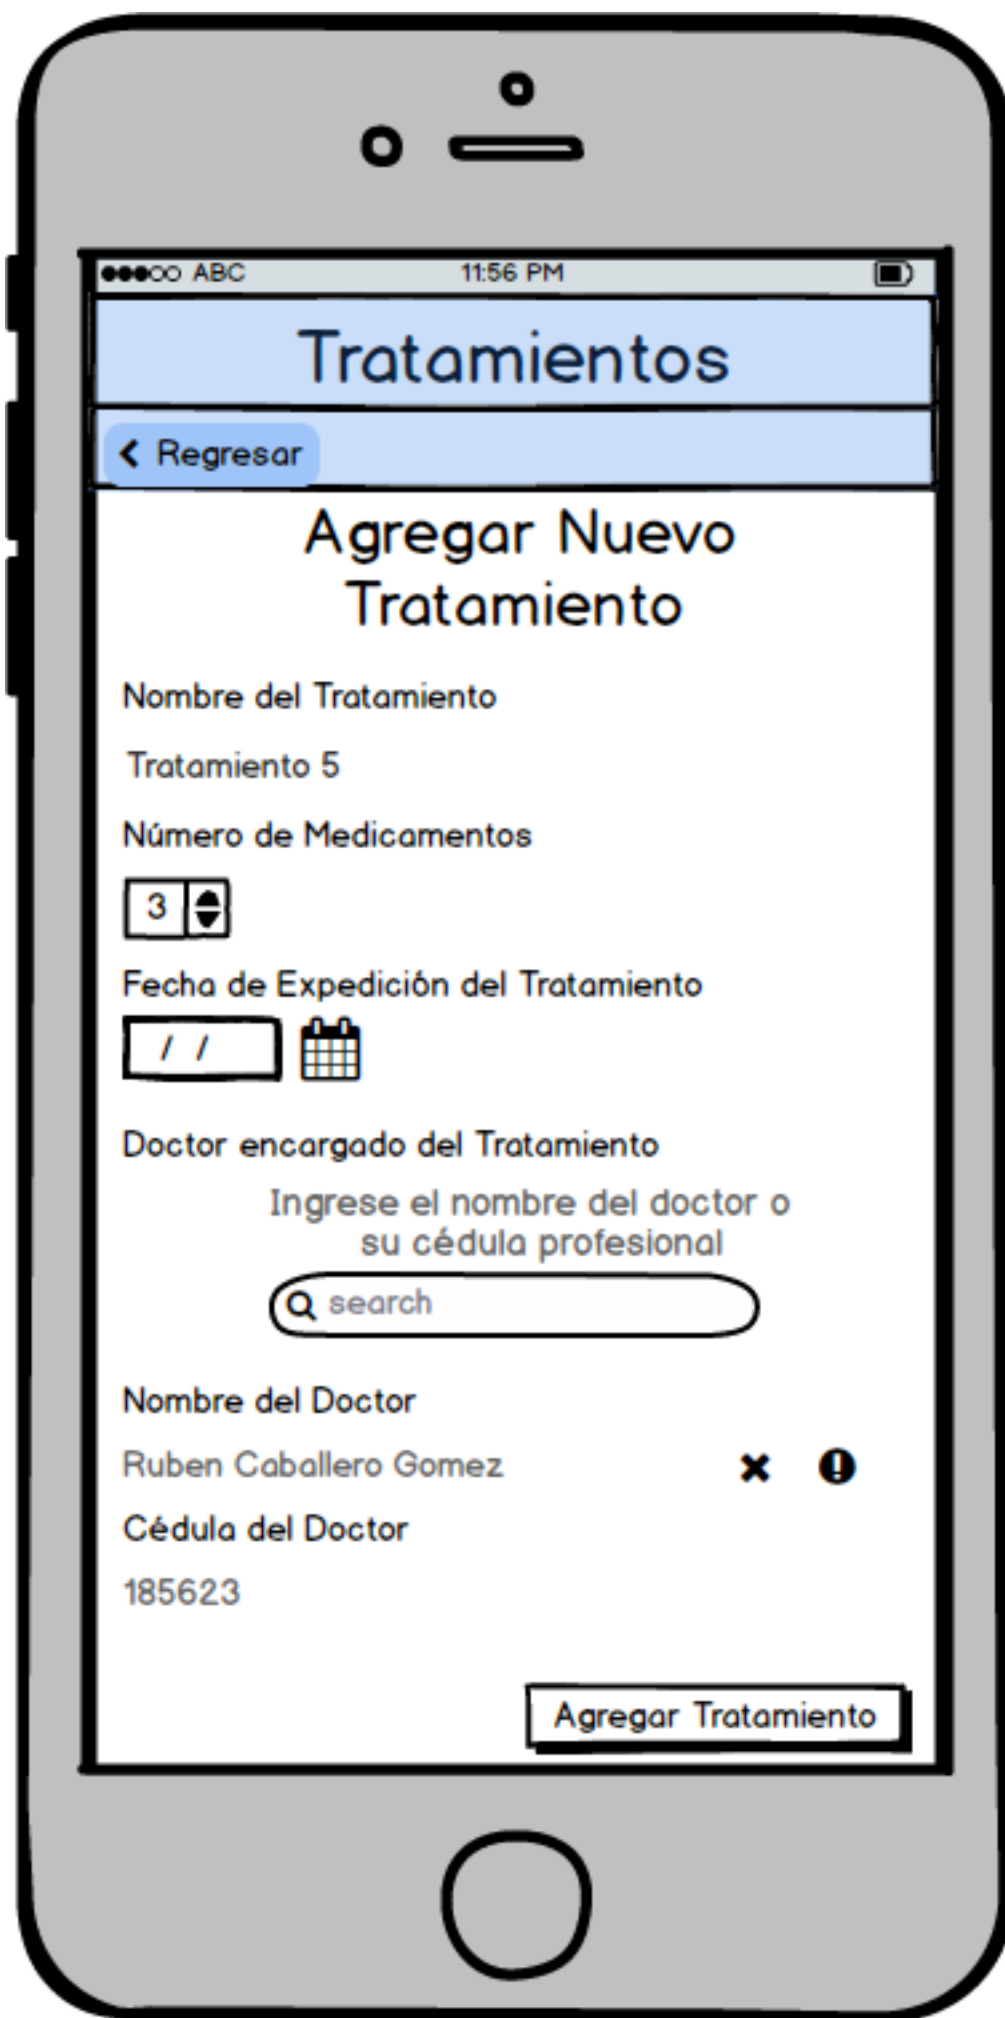 ABC 11:56 PM
Tratamientos
Regresar
Agregar Nuevo
Tratamiento
Nombre del Tratamiento
Tratamiento 5
Número de Medicamentos
3
Fecha de Expedición del Tratamiento
/ /
Doctor encargado del Tratamiento
Ingrese el nombre del doctor o
su cédula profesional
search
Nombre del Doctor
Ruben Caballero Gomez
Cédula del Doctor
185623
Agregar Tratamiento